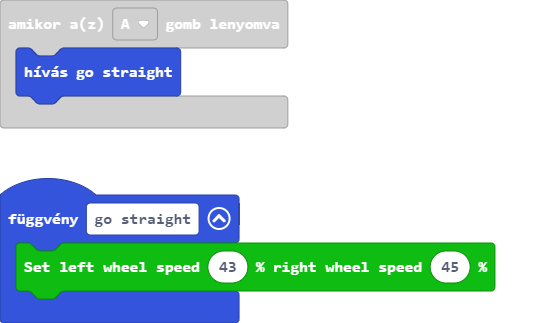 amikor a(z) A gomb lenyomva
hívás go straight
függvény go straight
Set left wheel speed 43 % right wheel speed 45 %